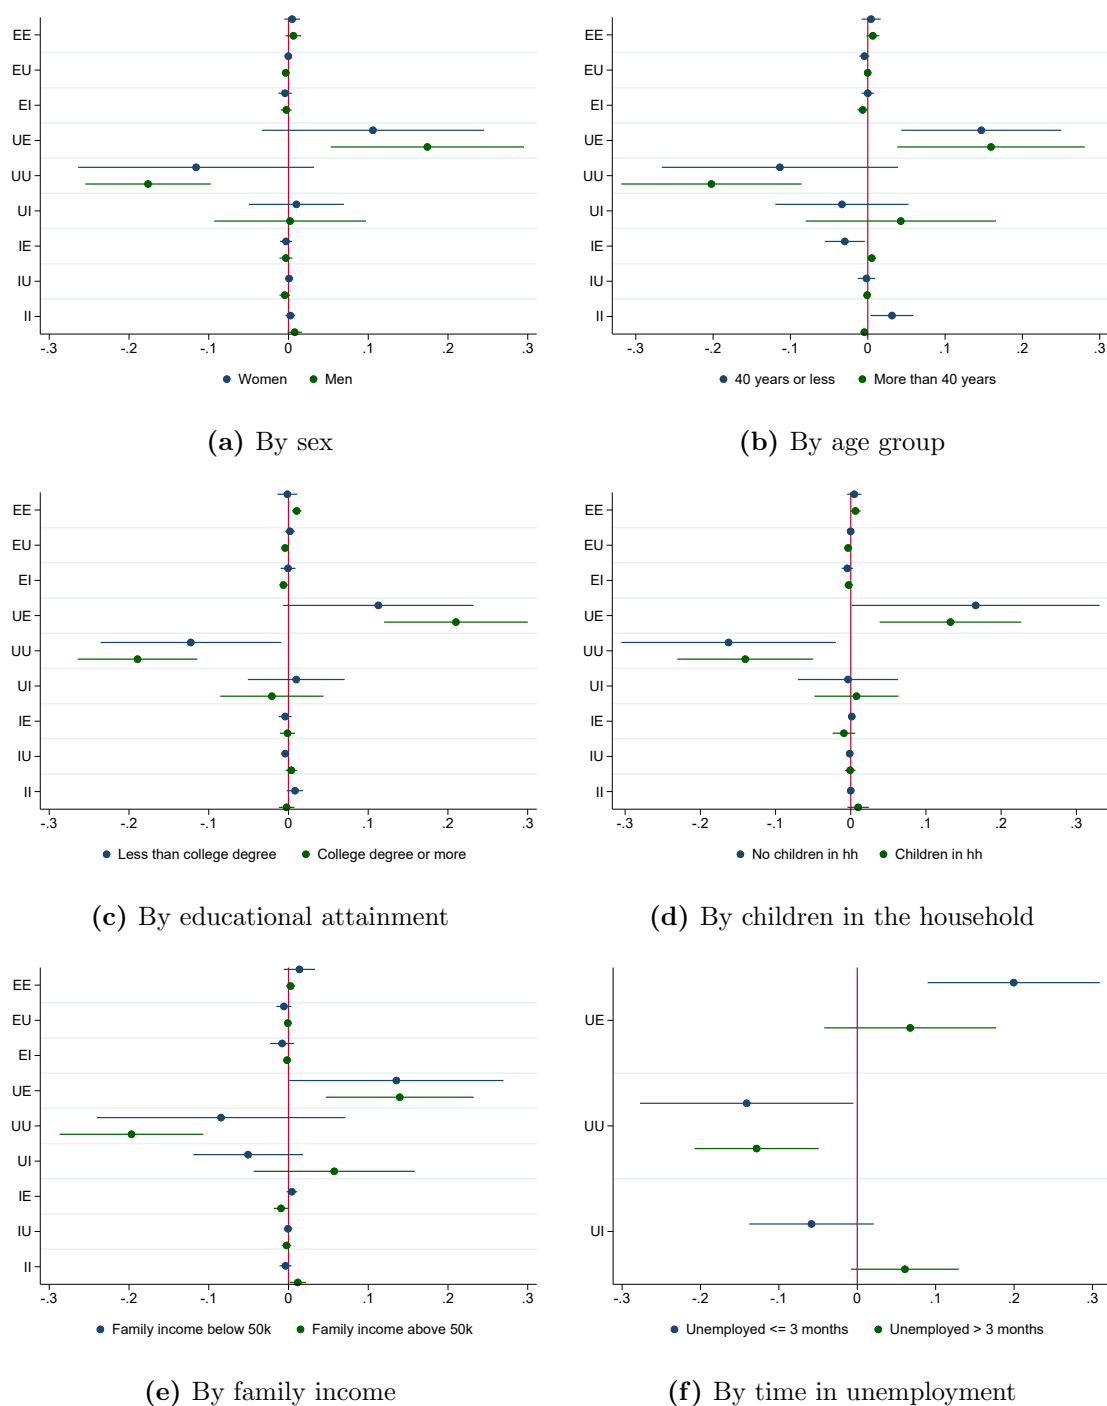 EE
EU
EI
UE
UU
UI
IE
IU
II
-.3 -.2 -.1 0 .1 .2 .3
Women Men
(a) By sex
EE
EU
EI
UE
UU
UI
IE
IU
II
-.3 -.2 -.1 0 .1 .2 .3
40 years or less More than 40 years
(b) By age group
EE
EU
EI
UE
UU
UI
IE
IU
II
-.3 -.2 -.1 0 .1 .2 .3
Less than college degree College degree or more
(c) By educational attainment
EE
EU
EI
UE
UU
UI
IE
IU
II
-.3 -.2 -.1 0 .1 .2 .3
No children in hh Children in hh
(d) By children in the household
EE
EU
EI
UE
UU
UI
IE
IU
II
-.3 -.2 -.1 0 .1 .2 .3
Family income below 50k Family income above 50k
(e) By family income
UE
UU
UI
-.3 -.2 -.1 0 .1 .2 .3
Unemployed <= 3 months Unemployed > 3 months
(f) By time in unemployment